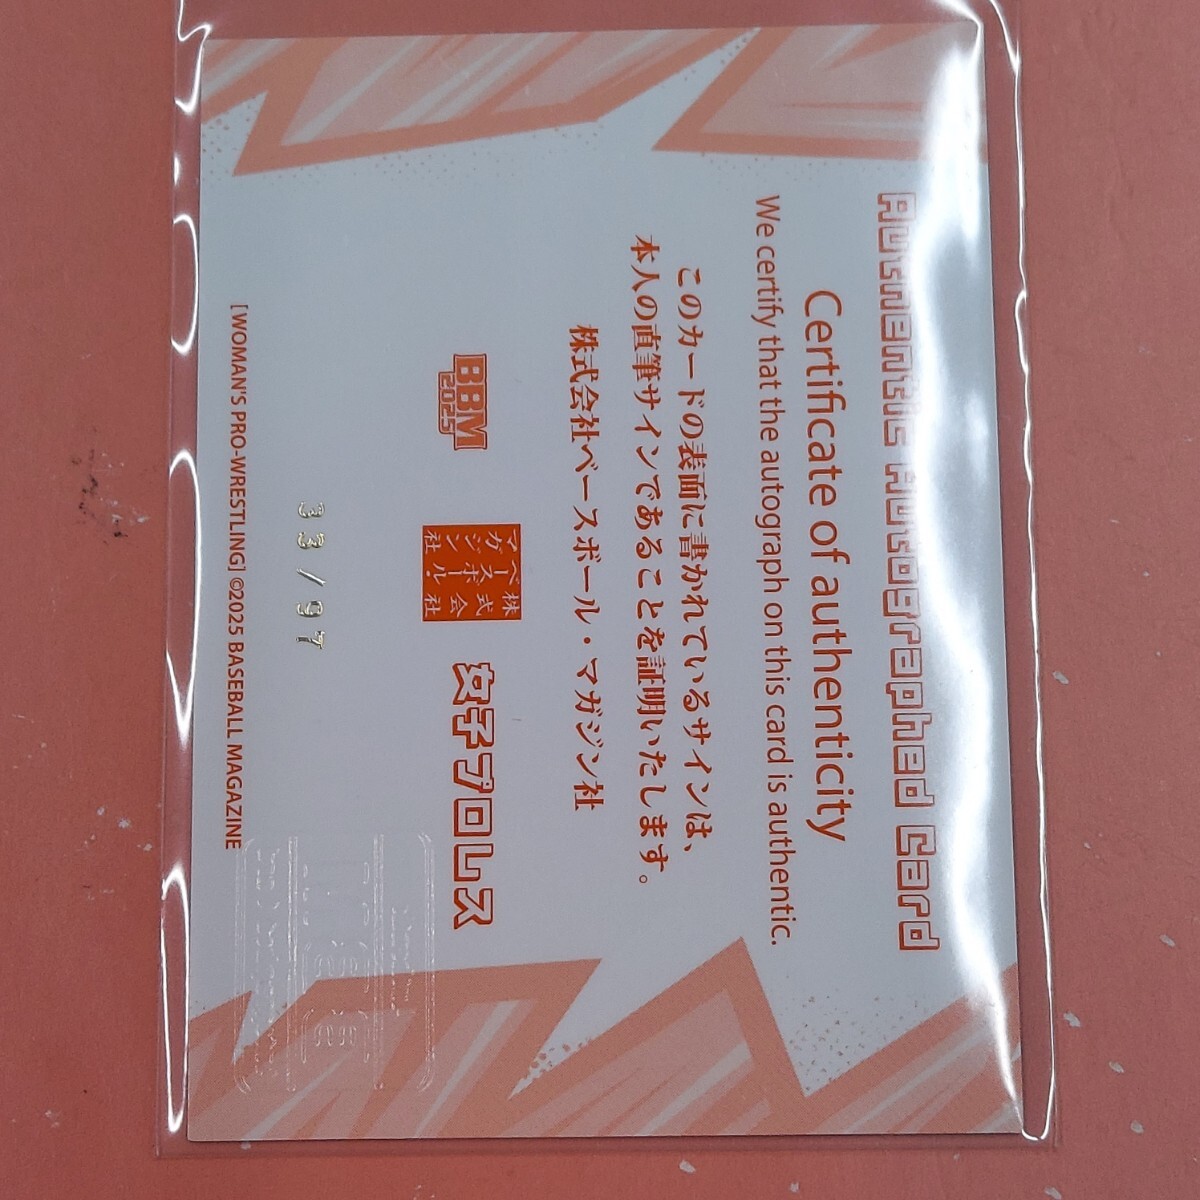 Authentic Autographed Card
Certificate of authenticity
We certify that the autograph on this card is authentic.
このカードの表面に書かれているサインは、
本人の直筆サインであることを証明いたします。
株式会社ベースボール・マガジン社
BBM
2025
株式会社
ベースボール・
マガジン社
女子プロレス
33/97
[WOMAN'S PRO-WRESTLING] ©2025 BASEBALL MAGAZINE